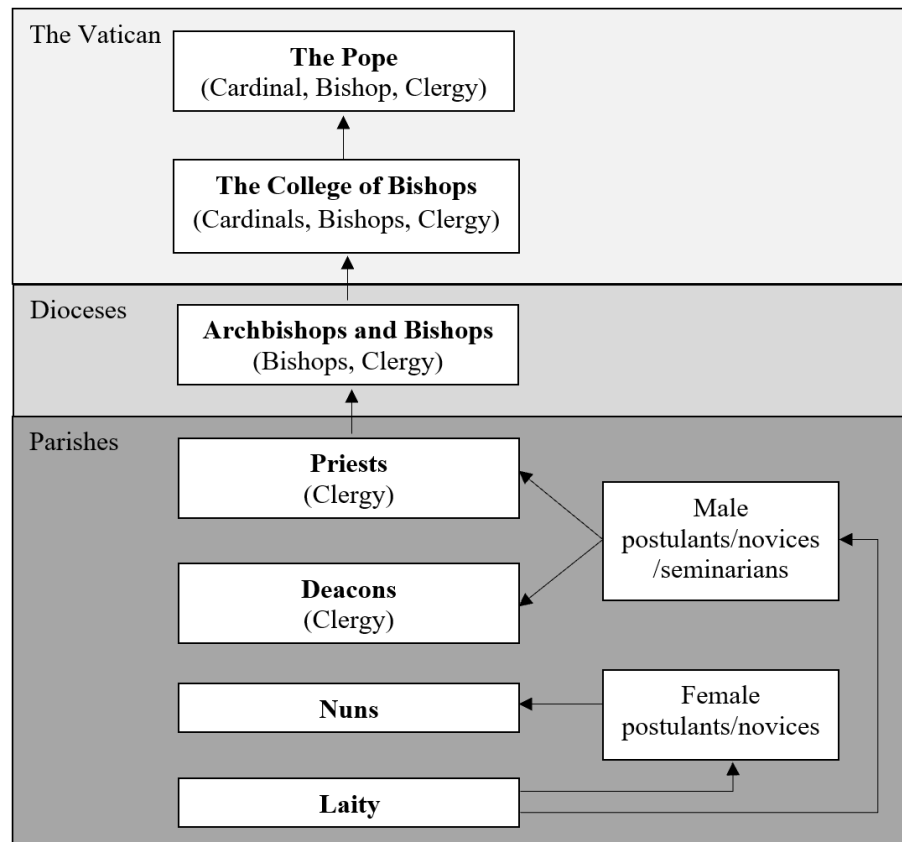 The Vatican
The Pope
(Cardinal, Bishop, Clergy)
The College of Bishops
(Cardinals, Bishops, Clergy)
Dioceses
Archbishops and Bishops
(Bishops, Clergy)
Parishes
Priests
(Clergy)
Male
postulants/novices
/seminarians
Deacons
(Clergy)
Nuns
Female
postulants/novices
Laity